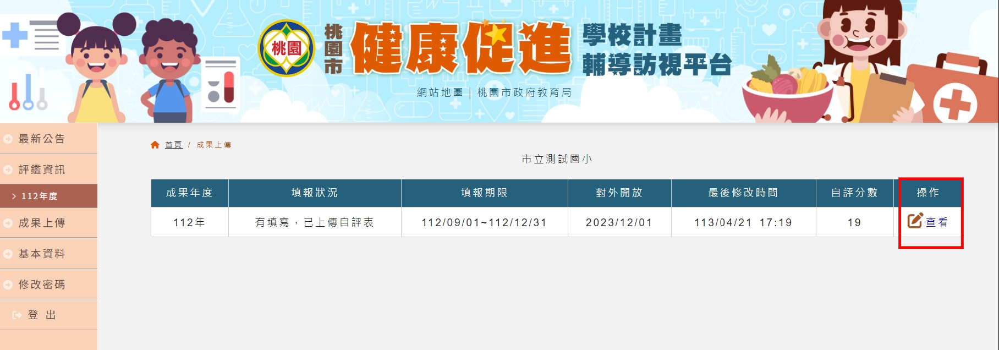 桃園
桃園市
健康促進
學校計畫
輔導訪視平台
網站地圖 | 桃園市政府教育局
最新公告
評鑑資訊
112年度
成果上傳
基本資料
修改密碼
登 出
首頁 / 成果上傳
市立測試國小
成果年度 填報狀況 填報期限 對外開放 最後修改時間 自評分數 操作
112年 有填寫，已上傳自評表 112/09/01~112/12/31 2023/12/01 113/04/21 17:19 19 查看